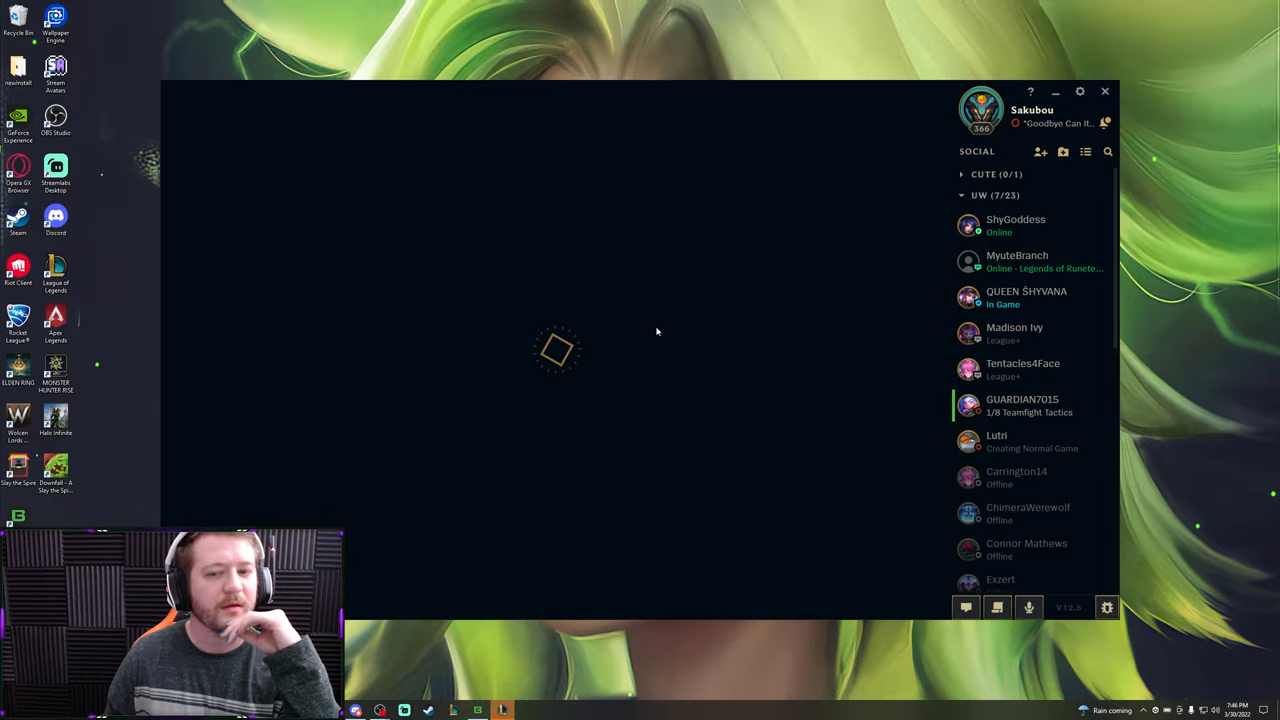 Recycle Bin
Wallpaper
Engine
newinstall
Stream
Avatars
GeForce
Experience
OBS Studio
Opera GX
Browser
Streamlabs
Desktop
Steam
Discord
Riot Client
League of
Legends
Rocket
League®
Apex
Legends
ELDEN RING
MONSTER
HUNTER RISE
Wolcen
Lords ...
Halo Infinite
Slay the Spire
Downfall - A
Slay the Spi...
366
Sakubou
"Goodbye Can It..
SOCIAL
CUTE (0/1)
UW (7/23)
ShyGoddess
Online
MyuteBranch
Online - Legends of Runete...
QUEEN ŠHYVANA
In Game
Madison Ivy
League+
Tentacles4Face
League+
GUARDIAN7015
1/8 Teamfight Tactics
Lutri
Creating Normal Game
Carrington14
Offline
ChimeraWerewolf
Offline
Connor Mathews
Offline
Exzert
V12.6
Rain coming
7:46 PM
3/30/2022